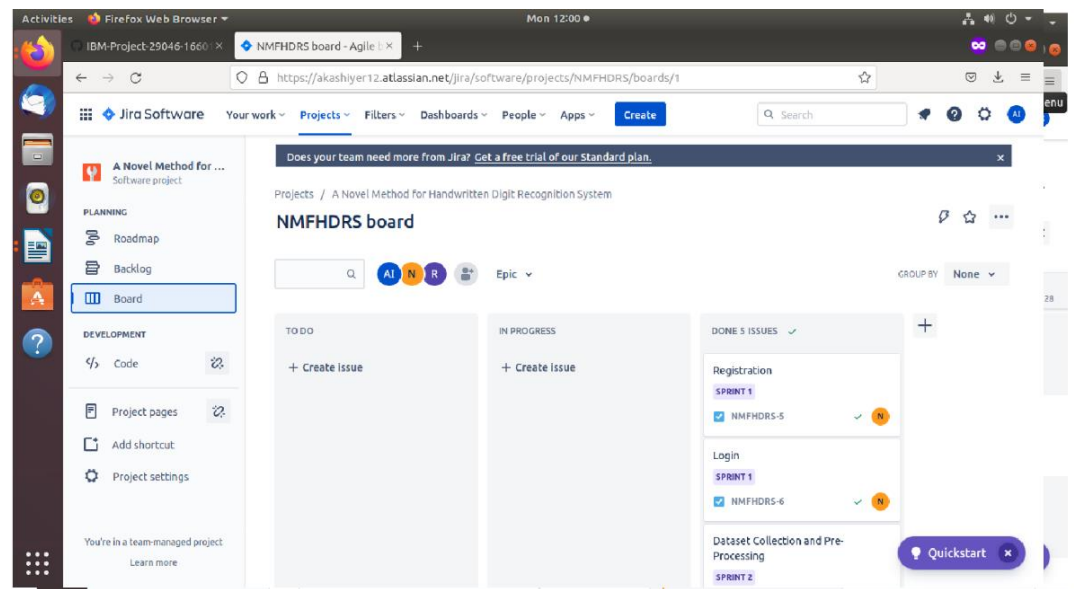 Activities Firefox Web Browser Mon 12:00
IBM-Project-29046-16601 NMFHDRS board - Agile b
https://akashiyer12.atlassian.net/jira/software/projects/NMFHDRS/boards/1
enu
Jira Software Your work Projects Filters Dashboards People Apps Create Search AI
Does your team need more from Jira? Get a free trial of our Standard plan.
A Novel Method for ...
Software project
Projects / A Novel Method for Handwritten Digit Recognition System
NMFHDRS board
PLANNING
Roadmap
Backlog
Board
AI N R Epic GROUP BY None
28
DEVELOPMENT
Code
Project pages
Add shortcut
Project settings
You're in a team-managed project
Learn more
TO DO
+ Create issue
IN PROGRESS
+ Create issue
DONE 5 ISSUES
Registration
SPRINT 1
NMFHDRS-5 N
Login
SPRINT 1
NMFHDRS-6 N
Dataset Collection and Pre-
Processing
SPRINT 2
Quickstart